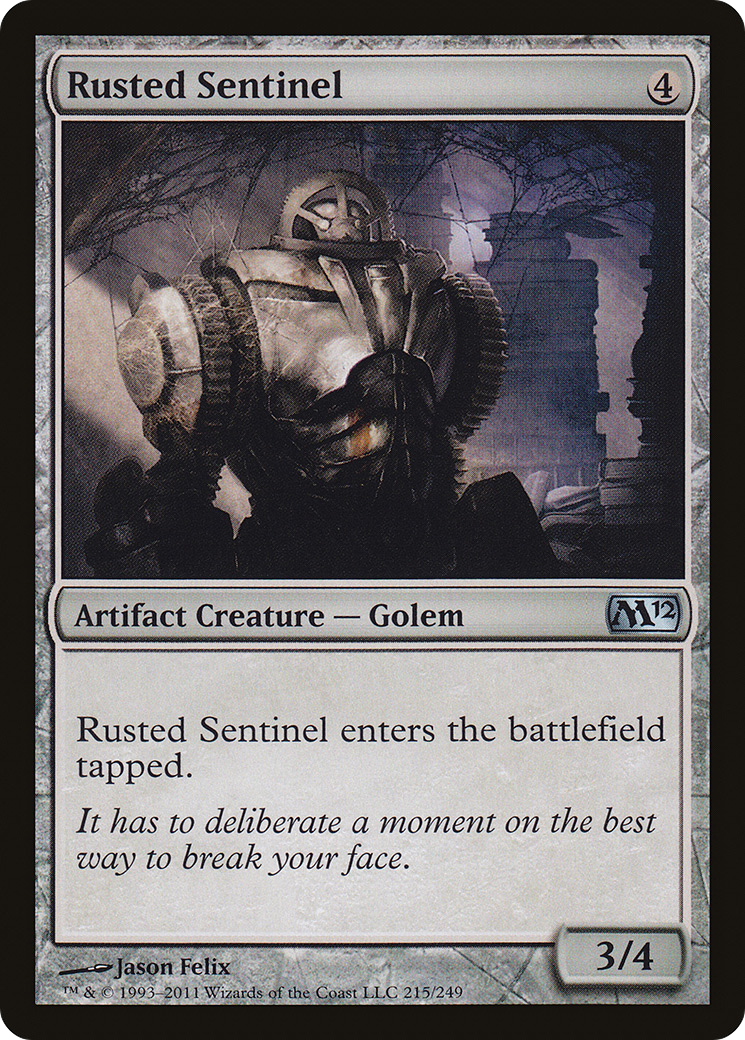 Rusted Sentinel 4
Artifact Creature — Golem M12
Rusted Sentinel enters the battlefield
tapped.
It has to deliberate a moment on the best
way to break your face.
3/4
Jason Felix
™ & © 1993–2011 Wizards of the Coast LLC 215/249